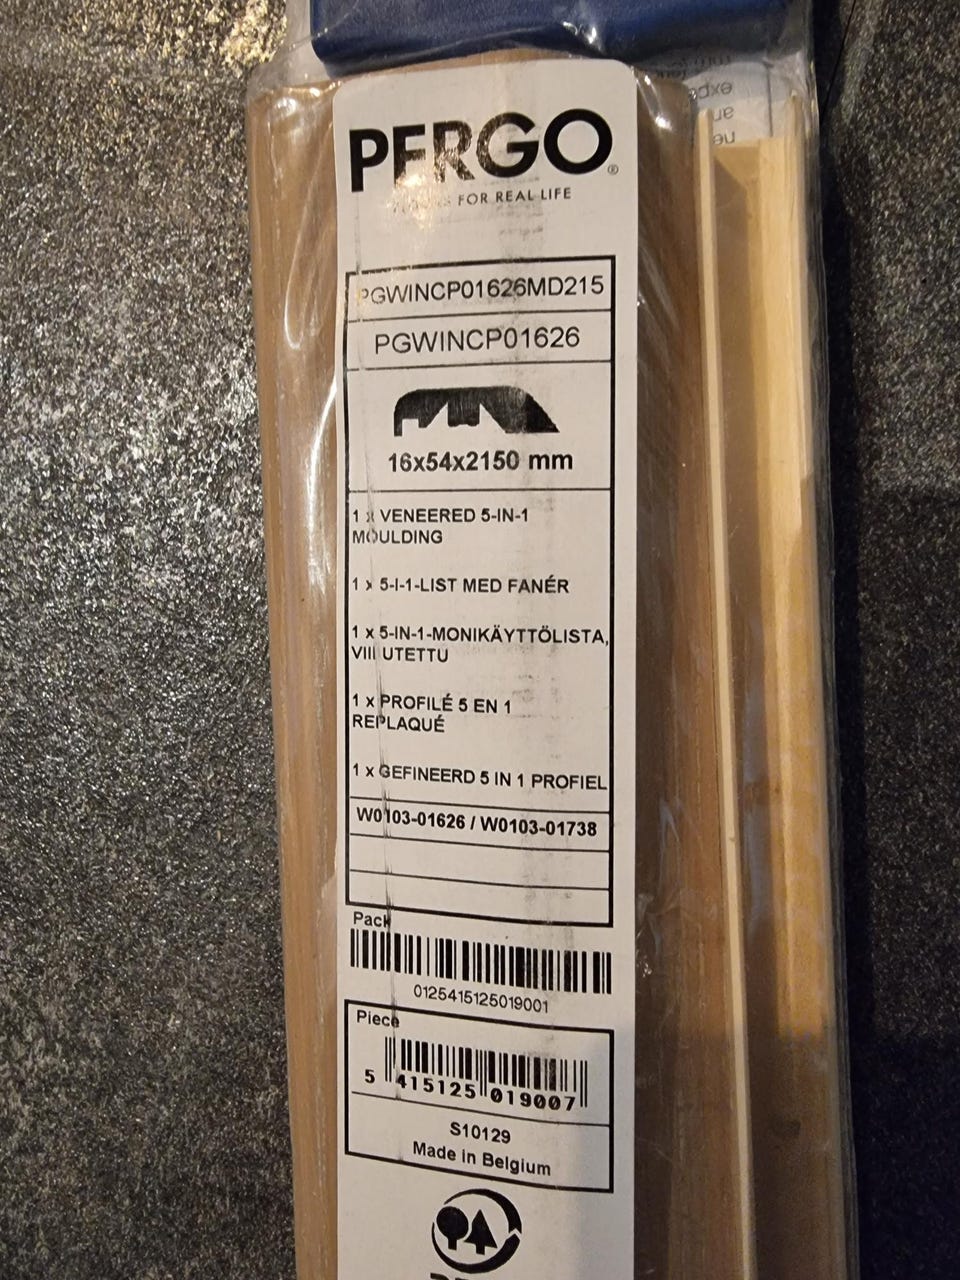 PERGO®
FOR REAL LIFE
PGWINCP01626MD215
PGWINCP01626
16x54x2150 mm
1 x VENEERED 5-IN-1
MOULDING
1 x 5-I-1-LIST MED FANÉR
1 x 5-IN-1-MONIKÄYTTÖLISTA,
VIILUTETTU
1 x PROFILÉ 5 EN 1
REPLAQUÉ
1 x GEFINEERD 5 IN 1 PROFIEL
W0103-01626 / W0103-01738
Pack
0125415125019001
Piece
5 415125 019007
S10129
Made in Belgium